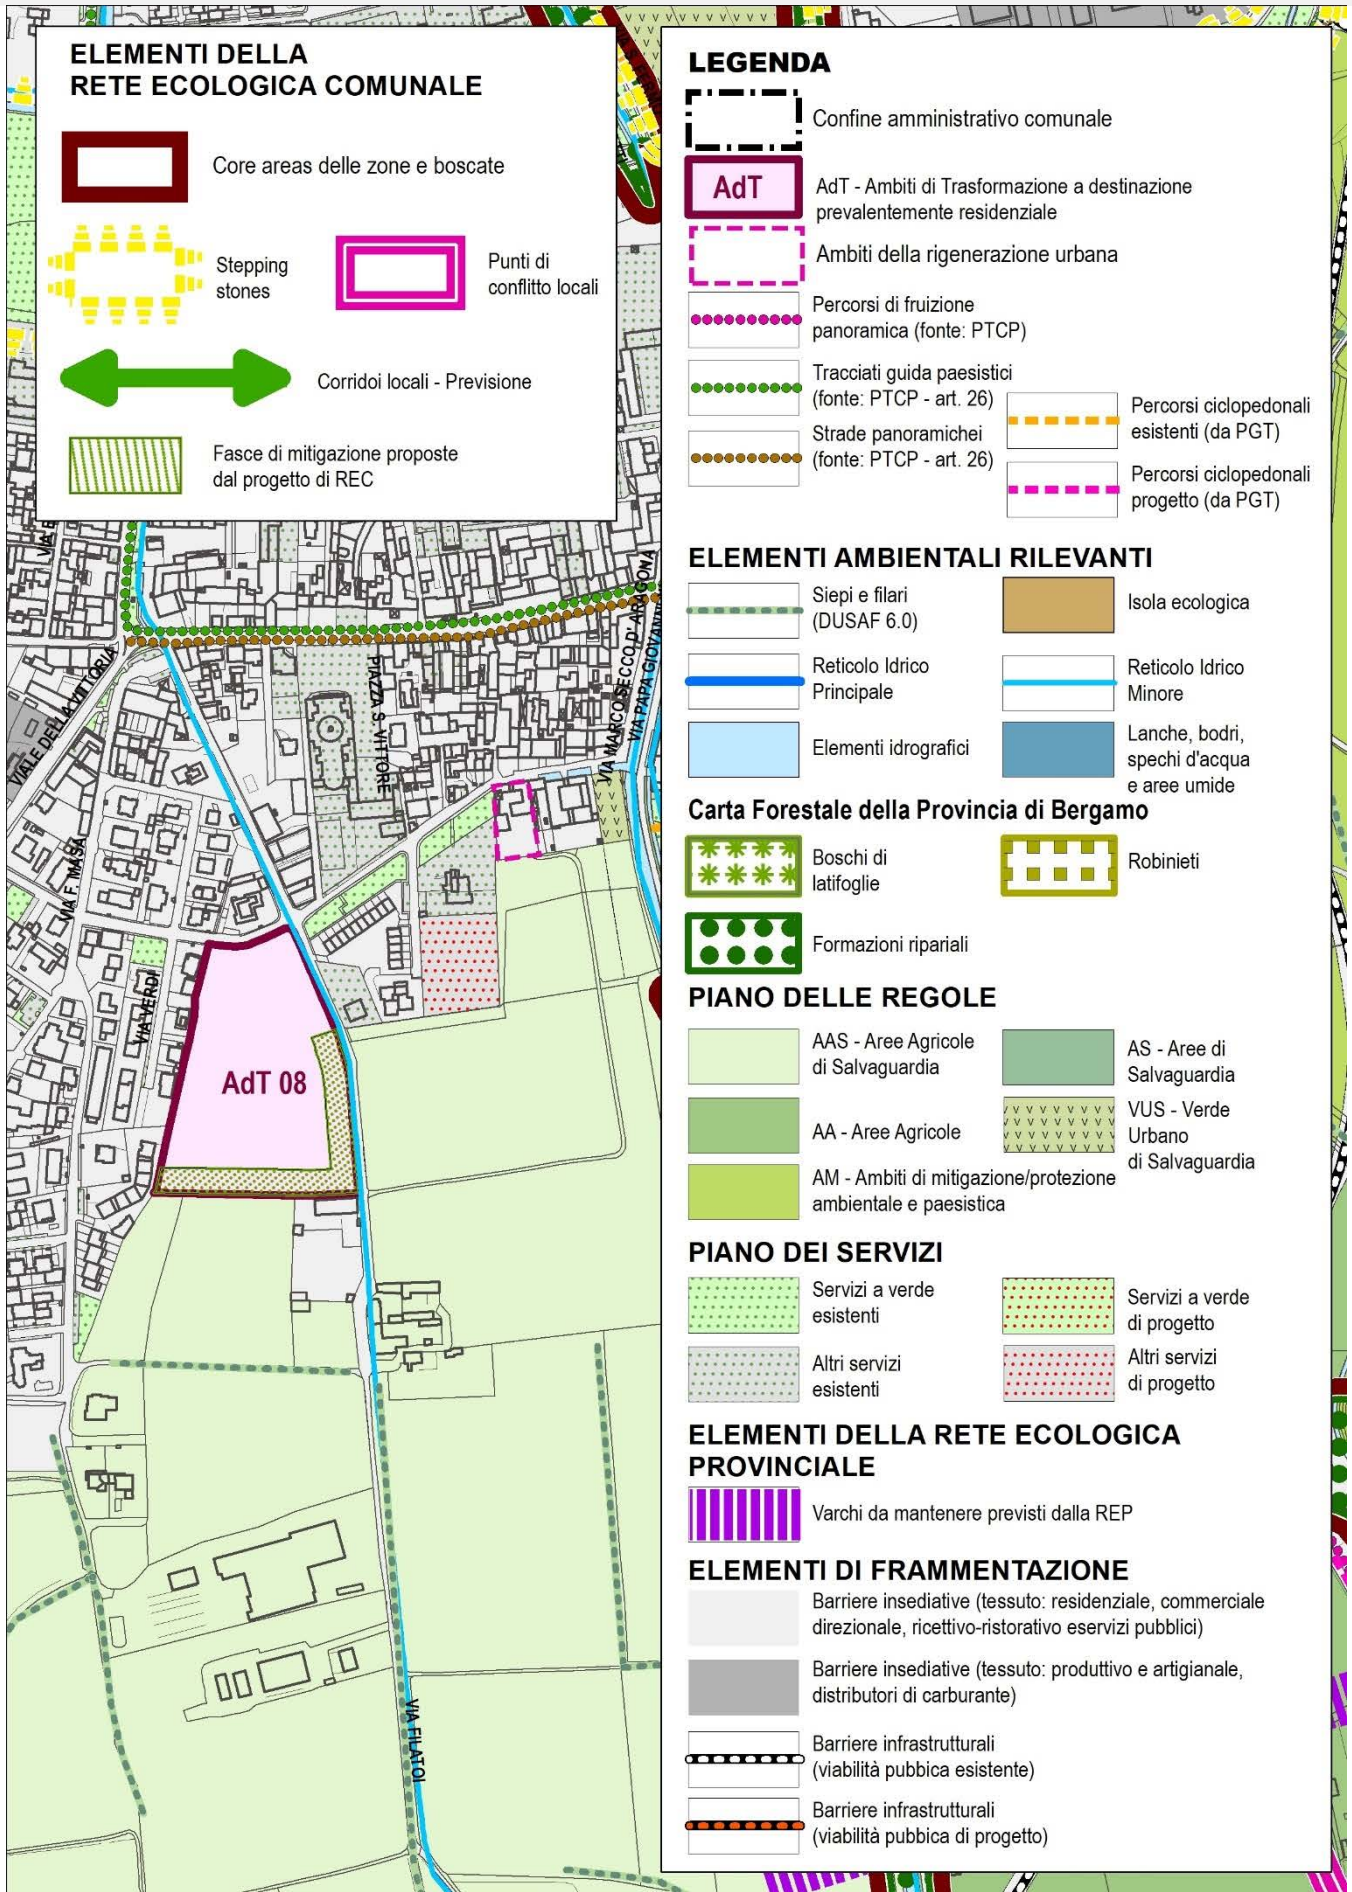 ELEMENTI DELLA
RETE ECOLOGICA COMUNALE
Core areas delle zone e boscate
Stepping
stones
Punti di
conflitto locali
Corridoi locali - Previsione
Fasce di mitigazione proposte
dal progetto di REC
LEGENDA
Confine amministrativo comunale
AdT
AdT - Ambiti di Trasformazione a destinazione
prevalentemente residenziale
Ambiti della rigenerazione urbana
Percorsi di fruizione
panoramica (fonte: PTCP)
Tracciati guida paesistici
(fonte: PTCP - art. 26)
Strade panoramichei
(fonte: PTCP - art. 26)
Percorsi ciclopedonali
esistenti (da PGT)
Percorsi ciclopedonali
progetto (da PGT)
ELEMENTI AMBIENTALI RILEVANTI
Siepi e filari
(DUSAF 6.0)
Isola ecologica
Reticolo Idrico
Principale
Reticolo Idrico
Minore
Elementi idrografici
Lanche, bodri,
spechi d'acqua
e aree umide
Carta Forestale della Provincia di Bergamo
Boschi di
latifoglie
Robinieti
Formazioni ripariali
PIANO DELLE REGOLE
AAS - Aree Agricole
di Salvaguardia
AS - Aree di
Salvaguardia
AA - Aree Agricole
VUS - Verde
Urbano
di Salvaguardia
AM - Ambiti di mitigazione/protezione
ambientale e paesistica
PIANO DEI SERVIZI
Servizi a verde
esistenti
Servizi a verde
di progetto
Altri servizi
esistenti
Altri servizi
di progetto
ELEMENTI DELLA RETE ECOLOGICA
PROVINCIALE
Varchi da mantenere previsti dalla REP
ELEMENTI DI FRAMMENTAZIONE
Barriere insediative (tessuto: residenziale, commerciale
direzionale, ricettivo-ristorativo eservizi pubblici)
Barriere insediative (tessuto: produttivo e artigianale,
distributori di carburante)
Barriere infrastrutturali
(viabilità pubblica esistente)
Barriere infrastrutturali
(viabilità pubblica di progetto)
VIALE DELLA VITTORIA
PIAZZA S. VITTORE
VIA MARCO SECCO D' ARAGONA
VIA PAPA GIOVANNI
VIA F. MASA
VIA VERDI
AdT 08
VIA FILATOI